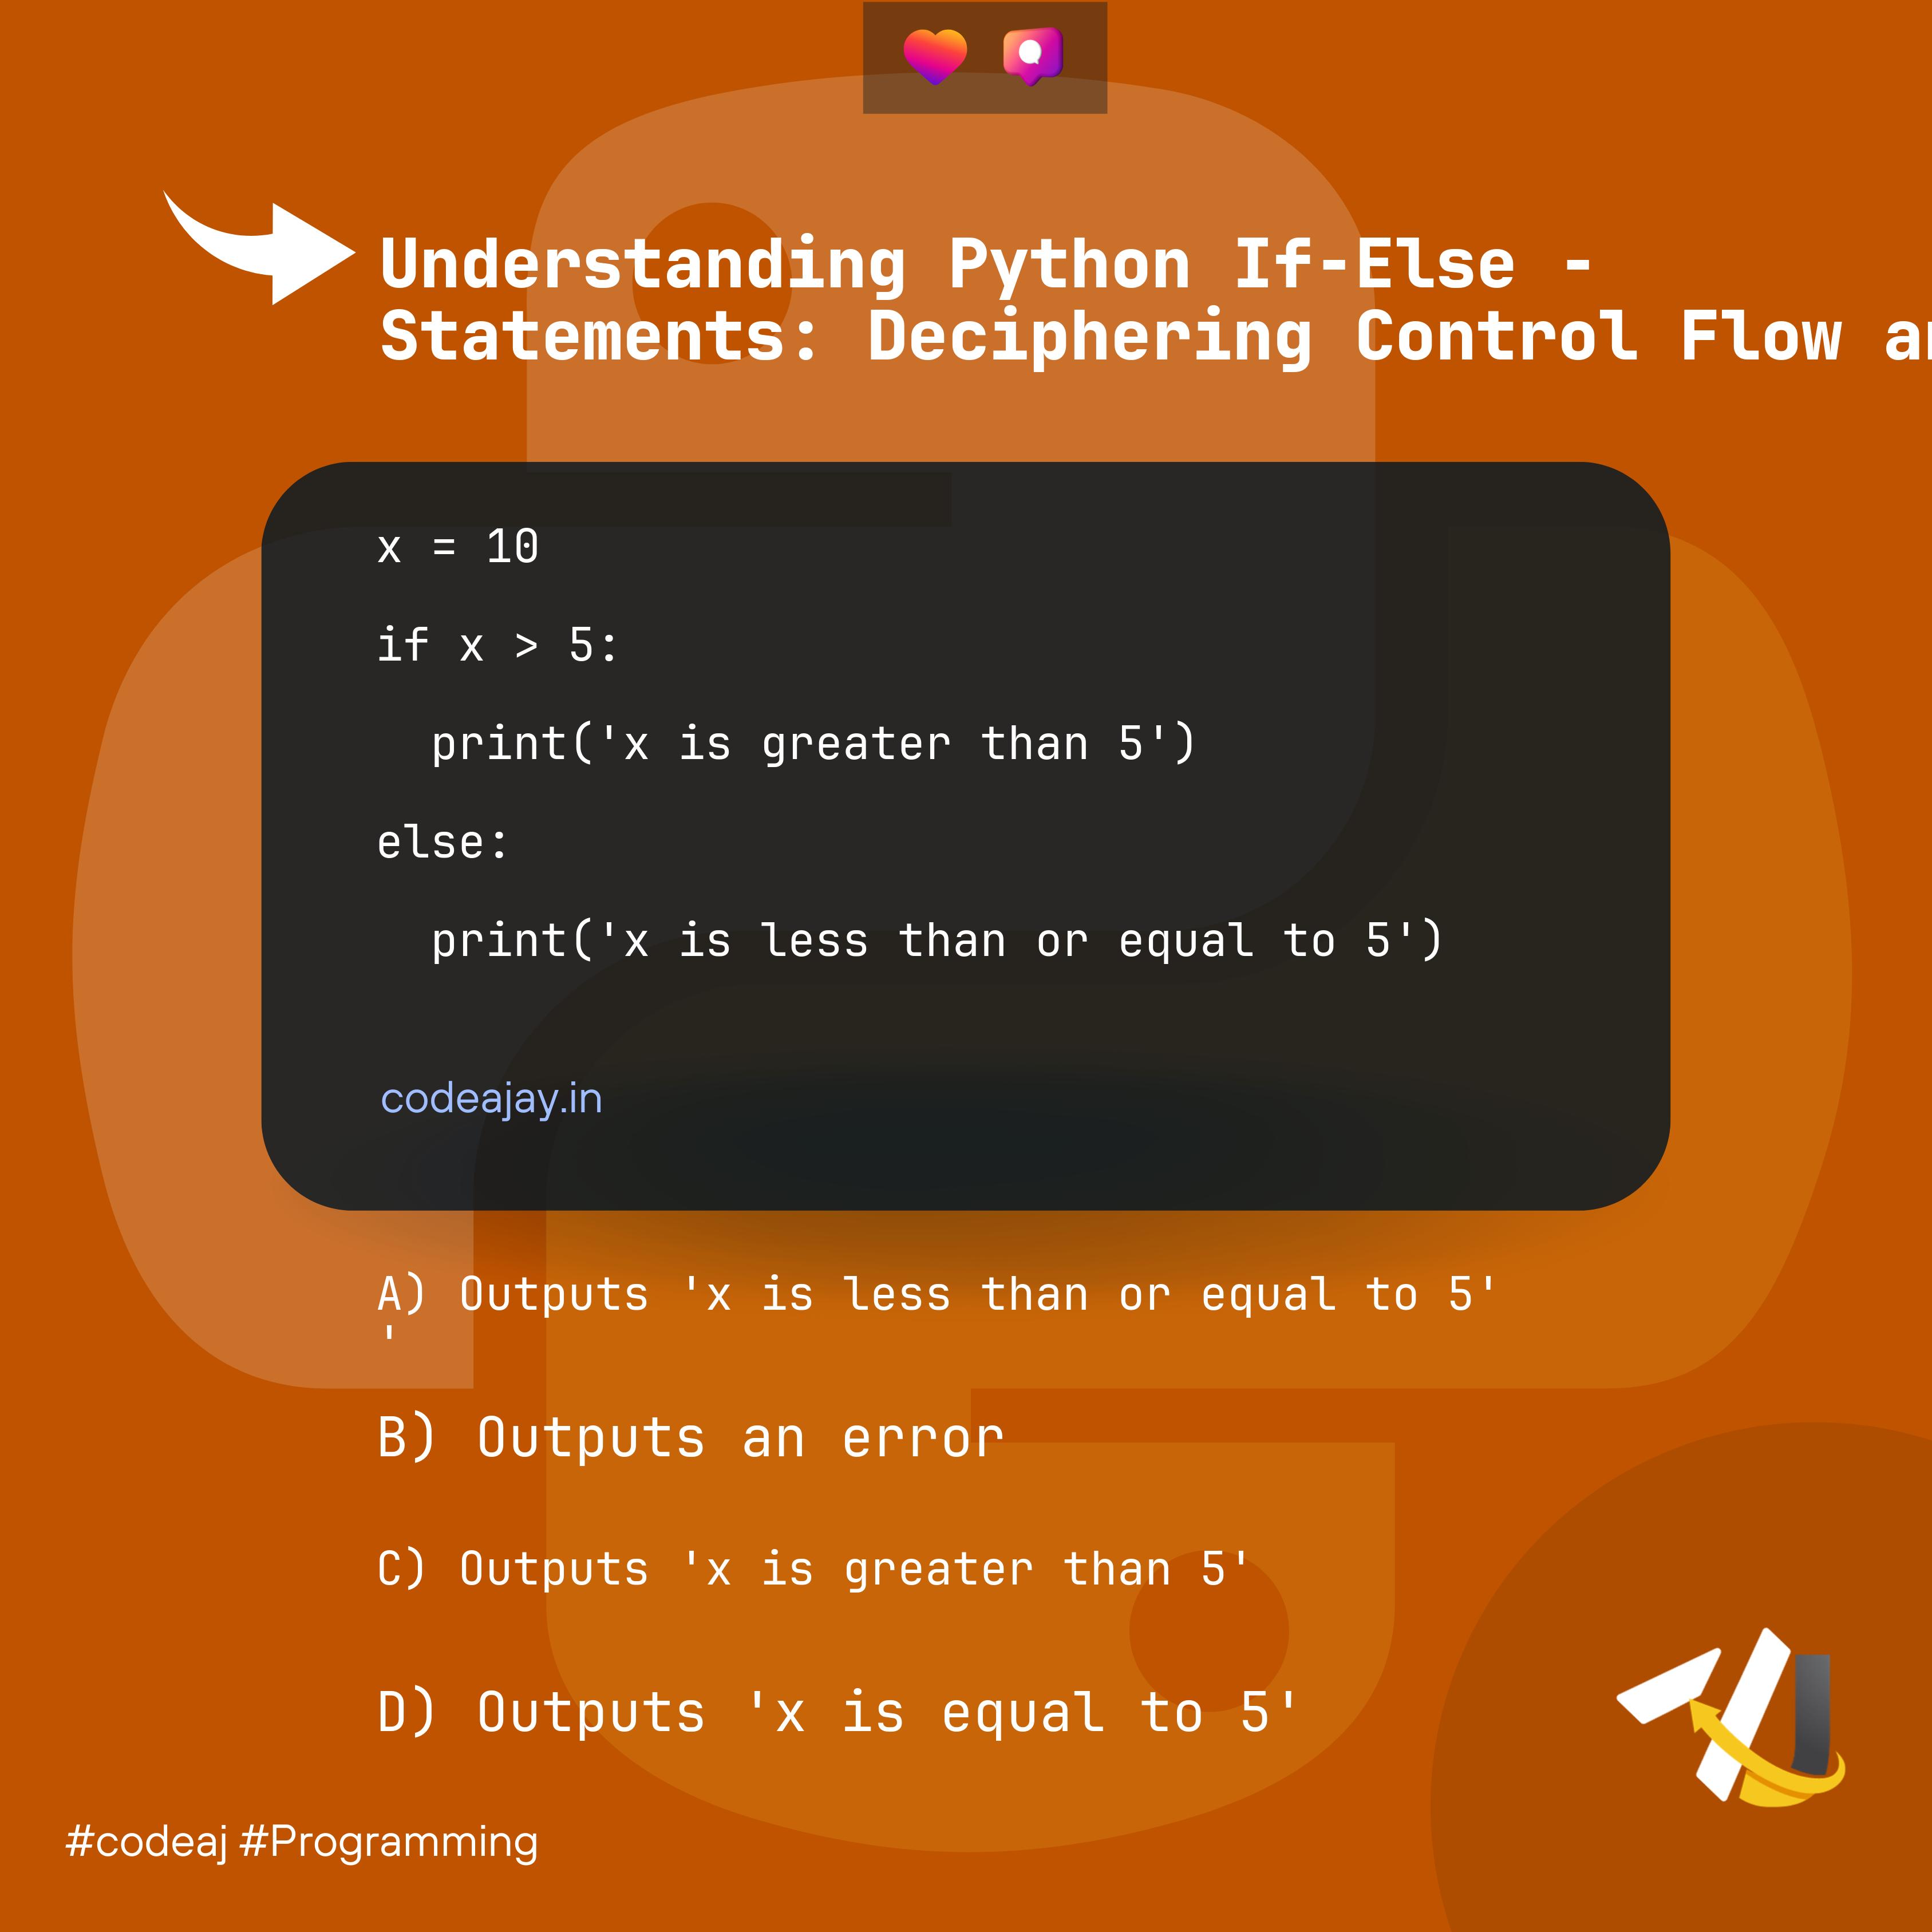 Understanding Python If-Else -
Statements: Deciphering Control Flow
x = 10
if x > 5:
  print('x is greater than 5')
else:
  print('x is less than or equal to 5')
codeajay.in
A) Outputs 'x is less than or equal to 5'
'
B) Outputs an error
C) Outputs 'x is greater than 5'
D) Outputs 'x is equal to 5'
#codeaj #Programming